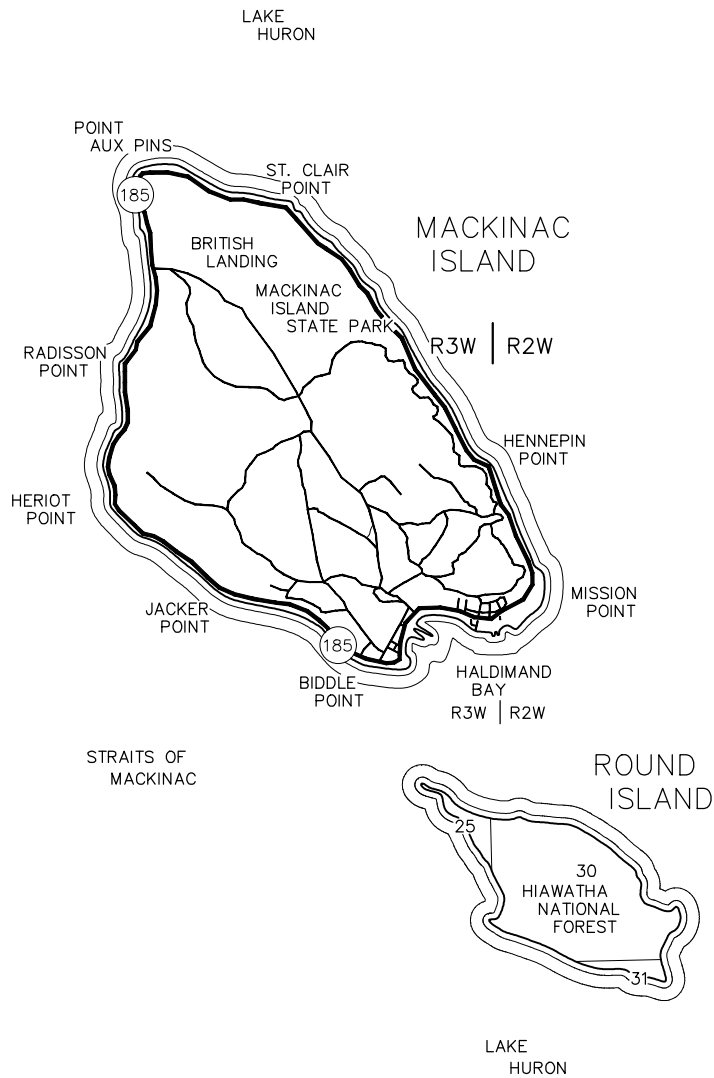 LAKE
HURON
POINT
AUX PINS
ST. CLAIR
POINT
185
MACKINAC
ISLAND
BRITISH
LANDING
MACKINAC
ISLAND
STATE PARK
R3W | R2W
RADISSON
POINT
HENNEPIN
POINT
HERIOT
POINT
MISSION
POINT
JACKER
POINT
185
HALDIMAND
BAY
BIDDLE
POINT
R3W | R2W
STRAITS OF
MACKINAC
ROUND
ISLAND
25
30
HIAWATHA
NATIONAL
FOREST
31
LAKE
HURON